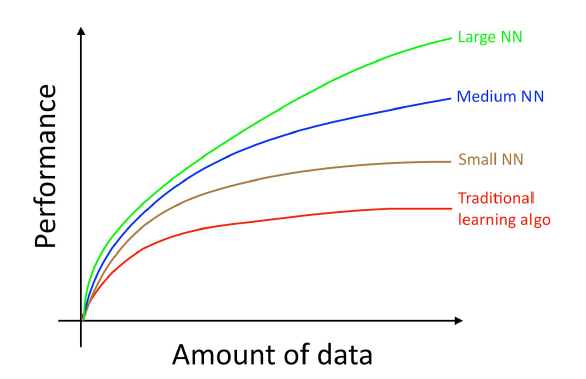 Large NN
Medium NN
Small NN
Traditional
learning algo
Performance
Amount of data